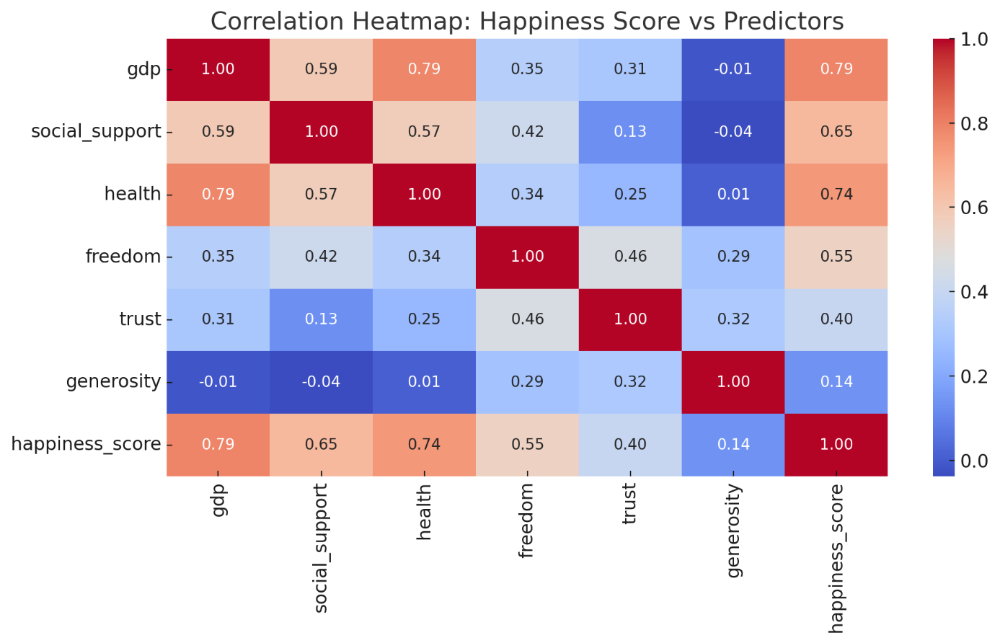 Correlation Heatmap: Happiness Score vs Predictors
gdp 1.00 0.59 0.79 0.35 0.31 -0.01 0.79
social_support 0.59 1.00 0.57 0.42 0.13 -0.04 0.65
health 0.79 0.57 1.00 0.34 0.25 0.01 0.74
freedom 0.35 0.42 0.34 1.00 0.46 0.29 0.55
trust 0.31 0.13 0.25 0.46 1.00 0.32 0.40
generosity -0.01 -0.04 0.01 0.29 0.32 1.00 0.14
happiness_score 0.79 0.65 0.74 0.55 0.40 0.14 1.00
gdp
social_support
health
freedom
trust
generosity
happiness_score
1.0
0.8
0.6
0.4
0.2
0.0